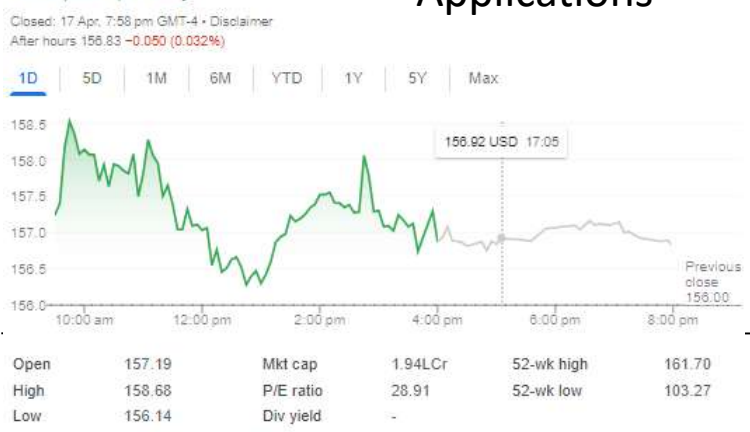 Applications
Closed: 17 Apr, 7:58 pm GMT-4 • Disclaimer
After hours 156.83 −0.050 (0.032%)
1D 5D 1M 6M YTD 1Y 5Y Max
158.5
158.0
157.5
157.0
156.5
156.0
156.92 USD 17:05
Previous
close
156.00
10:00 am 12:00 pm 2:00 pm 4:00 pm 6:00 pm 8:00 pm
Open 157.19 Mkt cap 1.94LCr 52-wk high 161.70
High 158.68 P/E ratio 28.91 52-wk low 103.27
Low 156.14 Div yield -